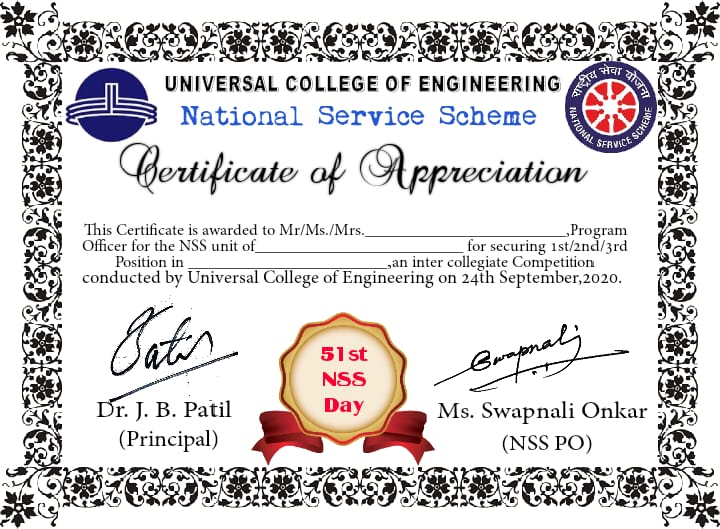 UNIVERSAL COLLEGE OF ENGINEERING
National Service Scheme
राष्ट्रीय सेवा योजना
NATIONAL SERVICE SCHEME
Certificate of Appreciation
This Certificate is awarded to Mr/Ms./Mrs.__________________________,Program
Officer for the NSS unit of___________________________ for securing 1st/2nd/3rd
Position in __________________________,an inter collegiate Competition
conducted by Universal College of Engineering on 24th September,2020.
Patil
Swapnali
51st
NSS
Day
Dr. J. B. Patil
(Principal)
Ms. Swapnali Onkar
(NSS PO)